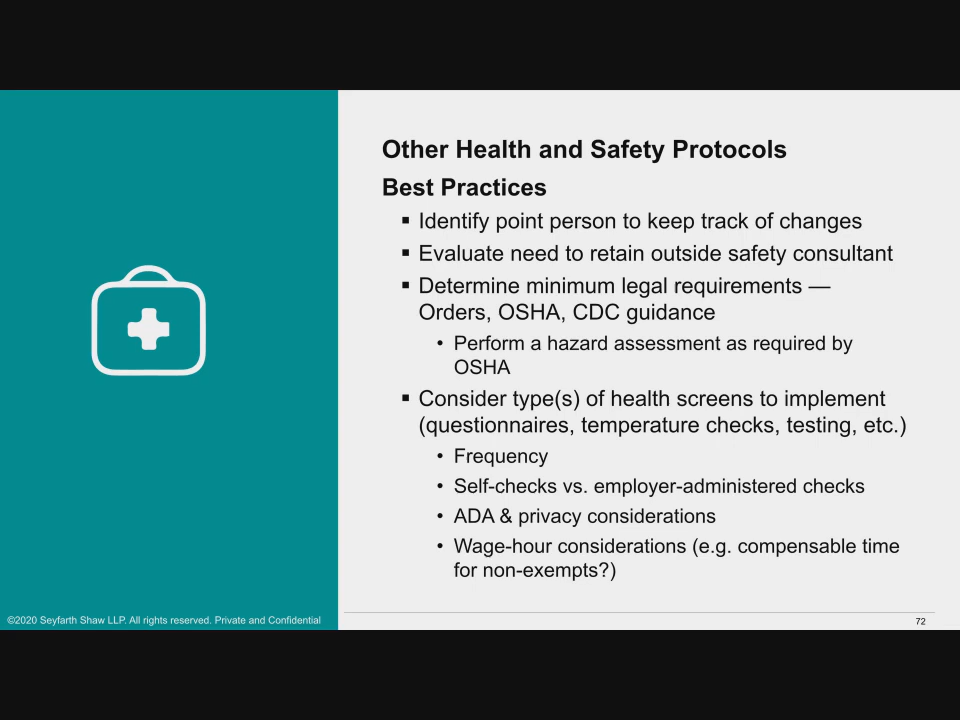 Other Health and Safety Protocols
Best Practices
▪ Identify point person to keep track of changes
▪ Evaluate need to retain outside safety consultant
▪ Determine minimum legal requirements —
Orders, OSHA, CDC guidance
• Perform a hazard assessment as required by
OSHA
▪ Consider type(s) of health screens to implement
(questionnaires, temperature checks, testing, etc.)
• Frequency
• Self-checks vs. employer-administered checks
• ADA & privacy considerations
• Wage-hour considerations (e.g. compensable time
for non-exempts?)
©2020 Seyfarth Shaw LLP. All rights reserved. Private and Confidential
72